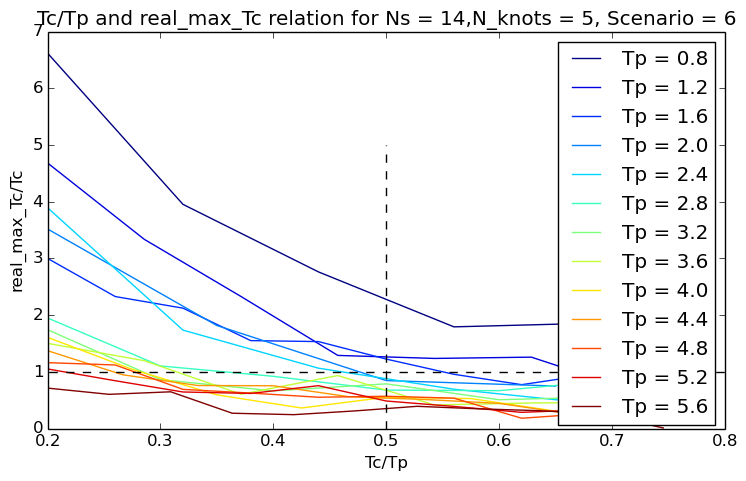 Tc/Tp and real_max_Tc relation for Ns = 14,N_knots = 5, Scenario = 6
7
6
5
4
3
2
1
0
real_max_Tc/Tc
0.2 0.3 0.4 0.5 0.6 0.7 0.8
Tc/Tp
Tp = 0.8
Tp = 1.2
Tp = 1.6
Tp = 2.0
Tp = 2.4
Tp = 2.8
Tp = 3.2
Tp = 3.6
Tp = 4.0
Tp = 4.4
Tp = 4.8
Tp = 5.2
Tp = 5.6